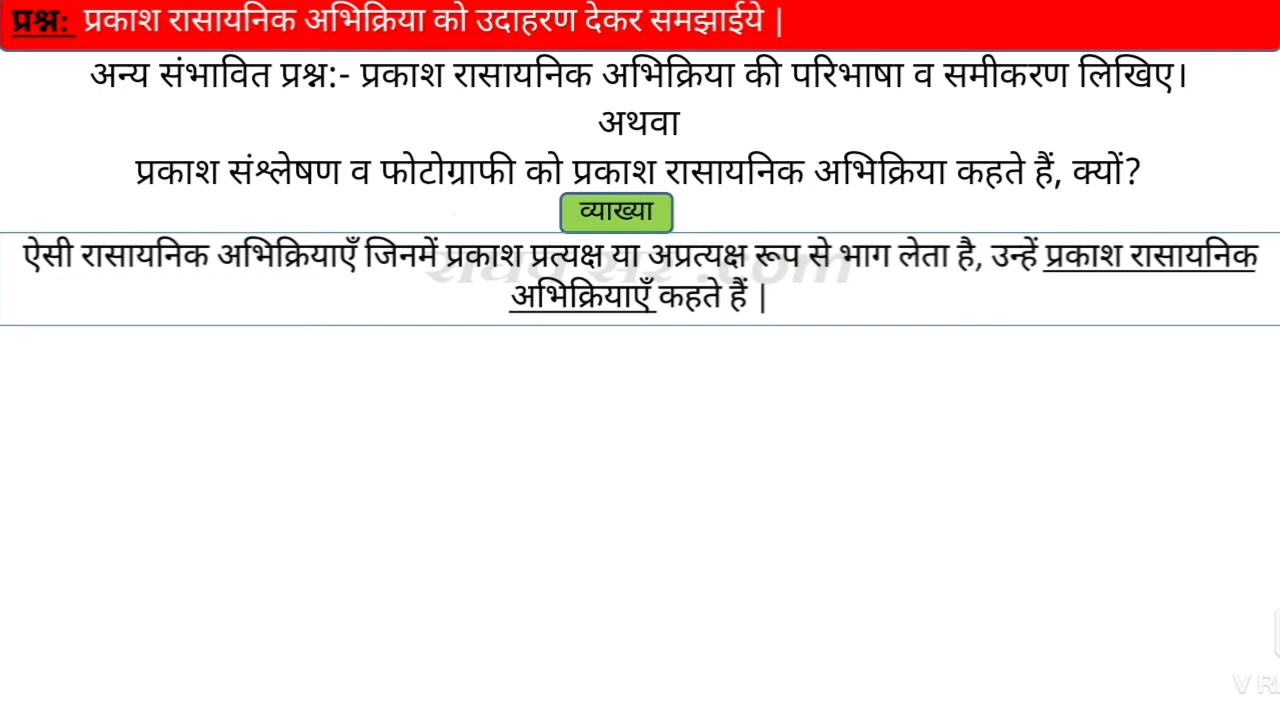 प्रश्न: प्रकाश रासायनिक अभिक्रिया को उदाहरण देकर समझाईये |
अन्य संभावित प्रश्न:- प्रकाश रासायनिक अभिक्रिया की परिभाषा व समीकरण लिखिए।
अथवा
प्रकाश संश्लेषण व फोटोग्राफी को प्रकाश रासायनिक अभिक्रिया कहते हैं, क्यों?
व्याख्या
ऐसी रासायनिक अभिक्रियाएँ जिनमें प्रकाश प्रत्यक्ष या अप्रत्यक्ष रूप से भाग लेता है, उन्हें प्रकाश रासायनिक
अभिक्रियाएँ कहते हैं |